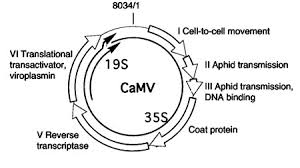 8034/1
I Cell-to-cell movement
VI Translational
transactivator,
viroplasmin
II Aphid transmission
19S
III Aphid transmission,
DNA binding
CaMV
35S
V Reverse
transcriptase
Coat protein